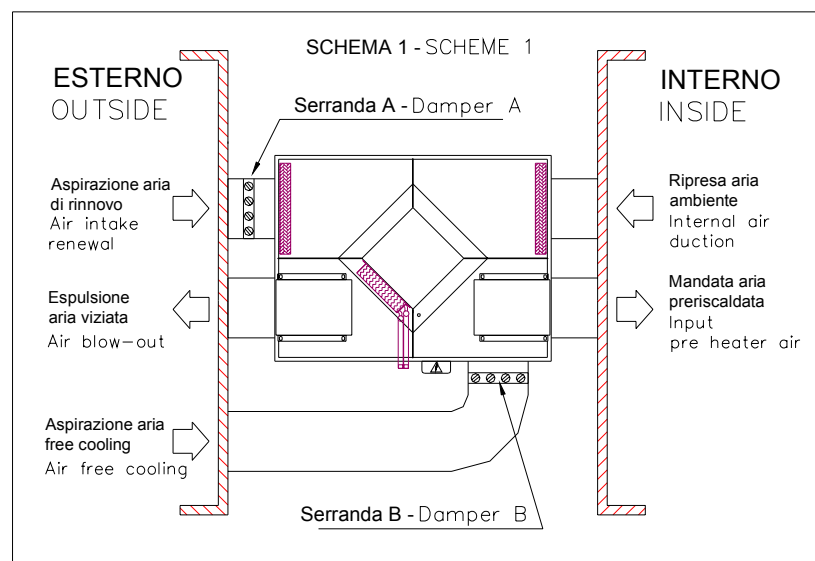 SCHEMA 1 - SCHEME 1
ESTERNO
OUTSIDE
INTERNO
INSIDE
Serranda A - Damper A
Aspirazione aria
di rinnovo
Air intake
renewal
Ripresa aria
ambiente
Internal air
duction
Espulsione
aria viziata
Air blow-out
Mandata aria
preriscaldata
Input
pre heater air
Aspirazione aria
free cooling
Air free cooling
Serranda B - Damper B